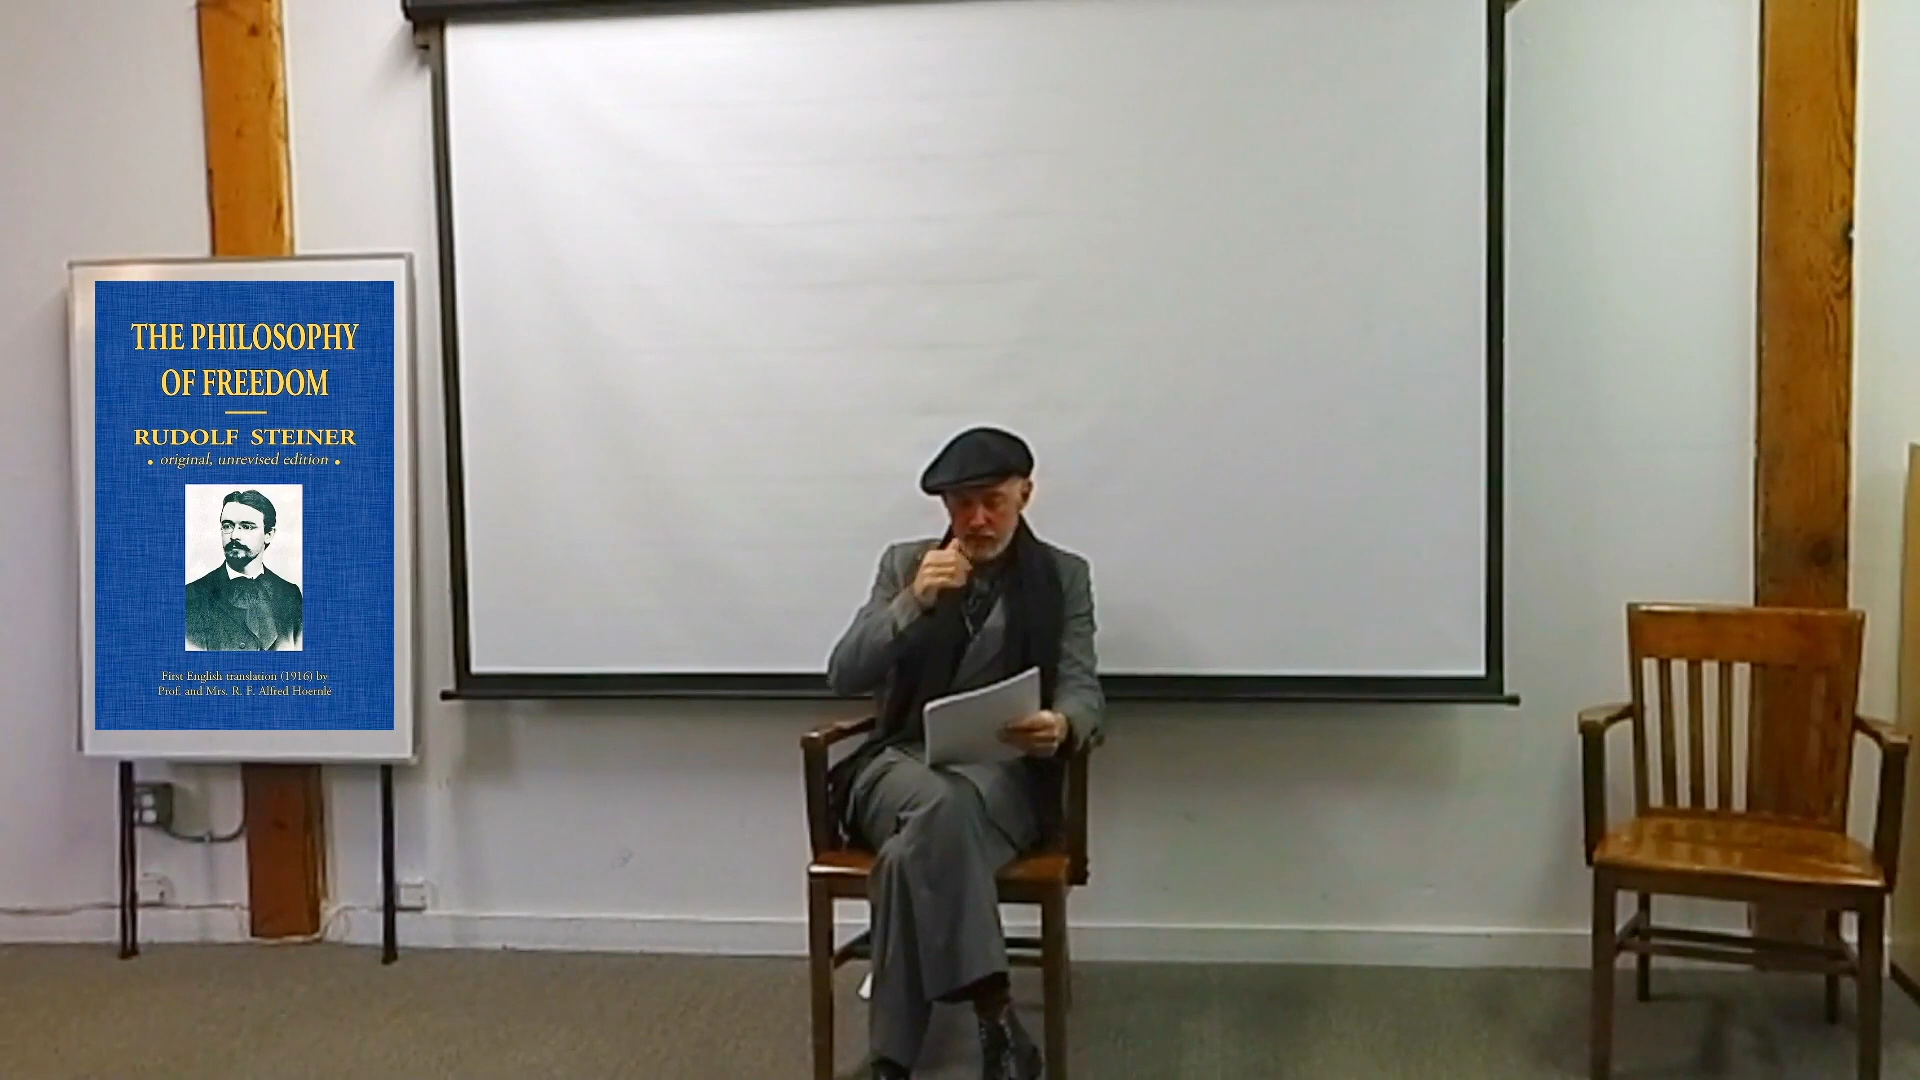 THE PHILOSOPHY
OF FREEDOM
RUDOLF STEINER
• original, unrevised edition •
First English translation (1916) by
Prof. and Mrs. R. F. Alfred Hoernlé